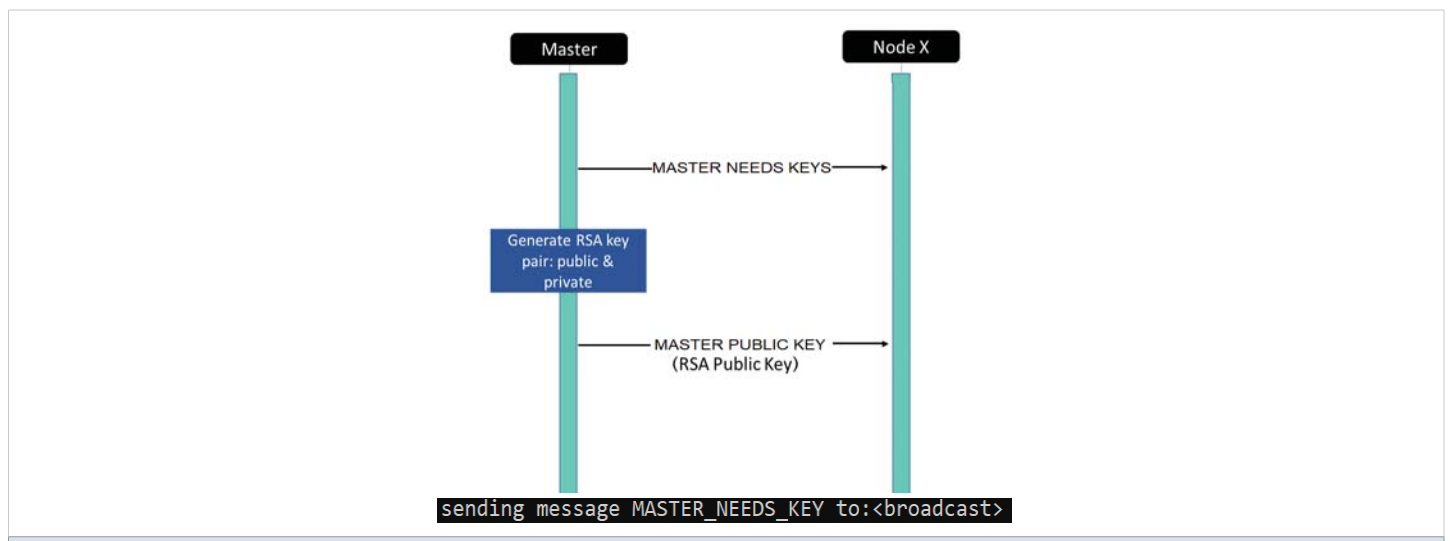 Master
Node X
MASTER NEEDS KEYS
Generate RSA key
pair: public &
private
MASTER PUBLIC KEY
(RSA Public Key)
sending message MASTER_NEEDS_KEY to:<broadcast>